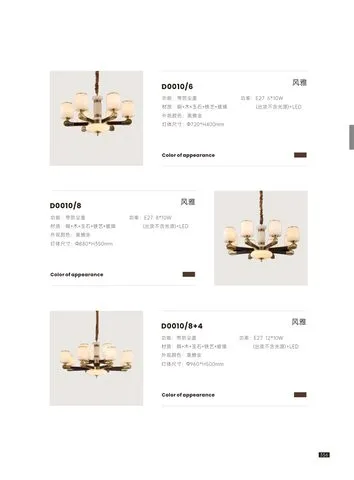 风雅
D0010/6
功能: 带防尘盖
功率: E27 6*10W
材质: 铜+木+玉石+铁艺+玻璃
(出货不含光源)+LED
外观颜色: 黑擦金
灯体尺寸: Φ720*H400mm
Color of appearance
风雅
D0010/8
功能: 带防尘盖
功率: E27 8*10W
材质: 铜+木+玉石+铁艺+玻璃
(出货不含光源)+LED
外观颜色: 黑擦金
灯体尺寸: Φ880*H350mm
Color of appearance
风雅
D0010/8+4
功能: 带防尘盖
功率: E27 12*10W
材质: 铜+木+玉石+铁艺+玻璃
(出货不含光源)+LED
外观颜色: 黑擦金
灯体尺寸: Φ960*H500mm
Color of appearance